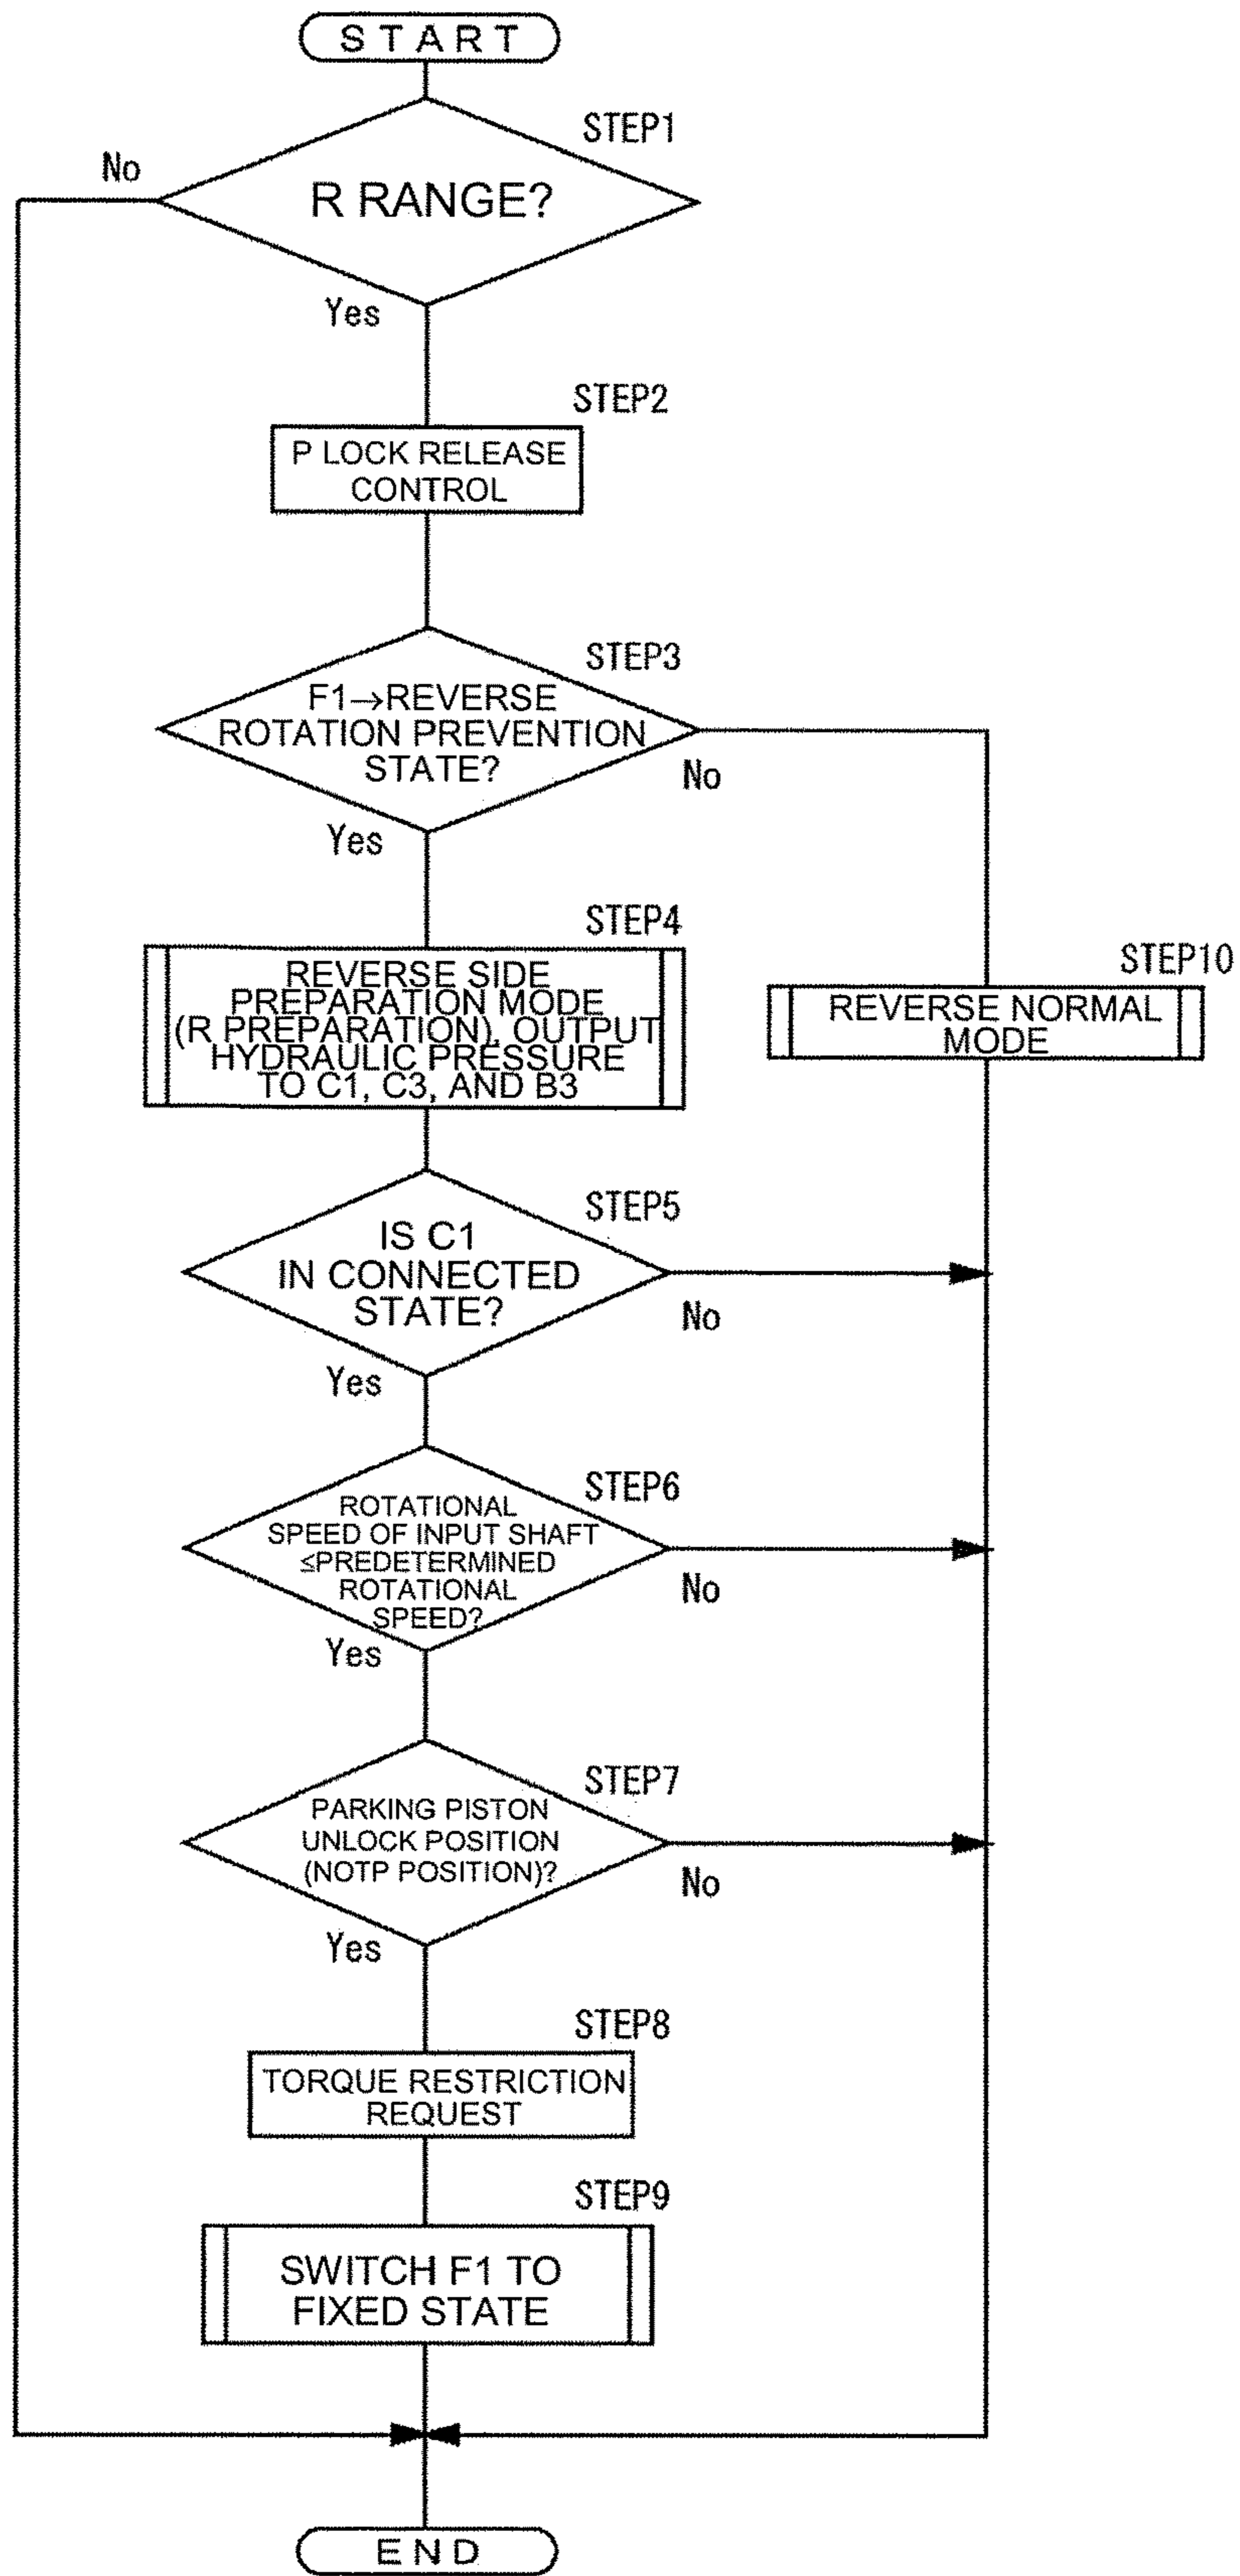 START
STEP1
No
R RANGE?
Yes
STEP2
P LOCK RELEASE
CONTROL
STEP3
F1→REVERSE
ROTATION PREVENTION
STATE?
No
Yes
STEP4
REVERSE SIDE
PREPARATION MODE
(R PREPARATION), OUTPUT
HYDRAULIC PRESSURE
TO C1, C3, AND B3
STEP10
REVERSE NORMAL
MODE
STEP5
IS C1
IN CONNECTED
STATE?
No
Yes
STEP6
ROTATIONAL
SPEED OF INPUT SHAFT
≤PREDETERMINED
ROTATIONAL
SPEED?
No
Yes
STEP7
PARKING PISTON
UNLOCK POSITION
(NOTP POSITION)?
No
Yes
STEP8
TORQUE RESTRICTION
REQUEST
STEP9
SWITCH F1 TO
FIXED STATE
END